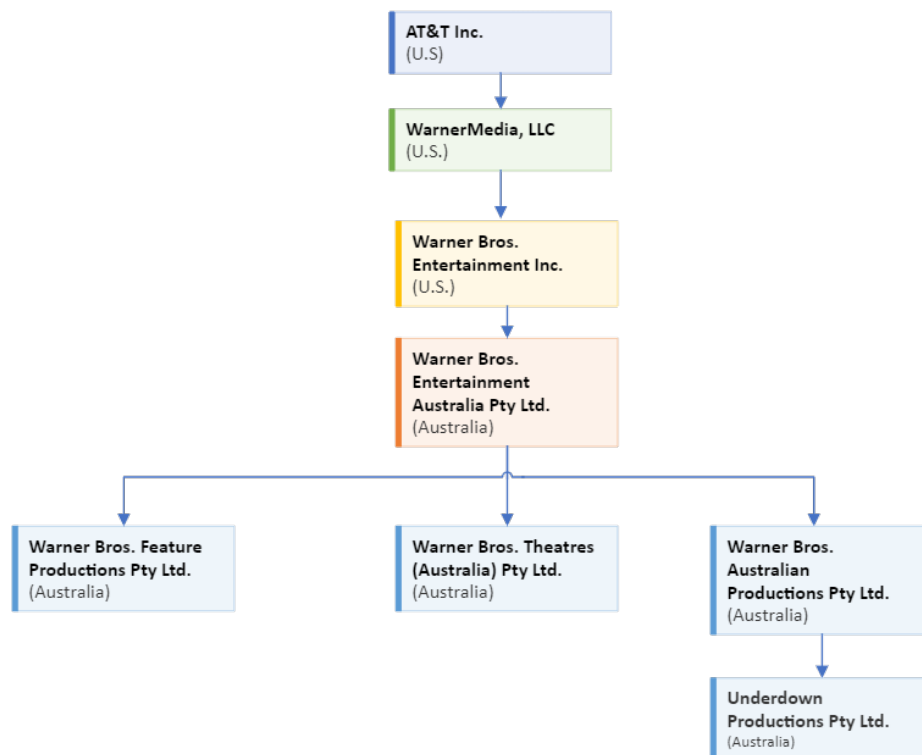 AT&T Inc.
(U.S)
WarnerMedia, LLC
(U.S.)
Warner Bros.
Entertainment Inc.
(U.S.)
Warner Bros.
Entertainment
Australia Pty Ltd.
(Australia)
Warner Bros. Feature
Productions Pty Ltd.
(Australia)
Warner Bros. Theatres
(Australia) Pty Ltd.
(Australia)
Warner Bros.
Australian
Productions Pty Ltd.
(Australia)
Underdown
Productions Pty Ltd.
(Australia)